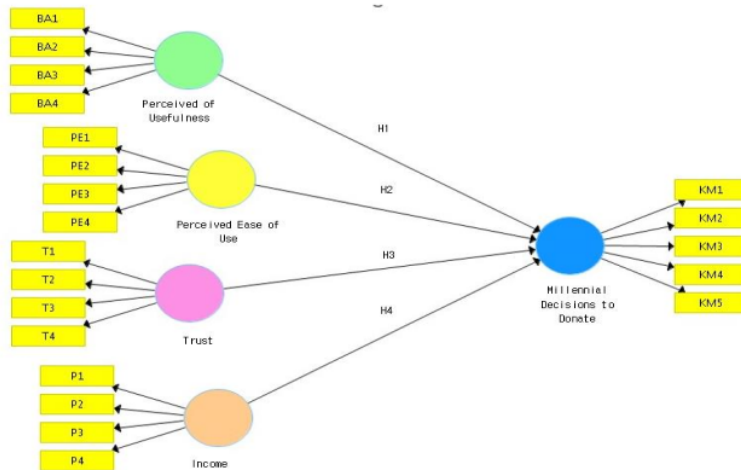 BA1
BA2
BA3
BA4
Perceived of
Usefulness
H1
PE1
PE2
PE3
PE4
Perceived Ease of
Use
H2
T1
T2
T3
T4
Trust
H3
P1
P2
P3
P4
Income
H4
Millennial
Decisions to
Donate
KM1
KM2
KM3
KM4
KM5